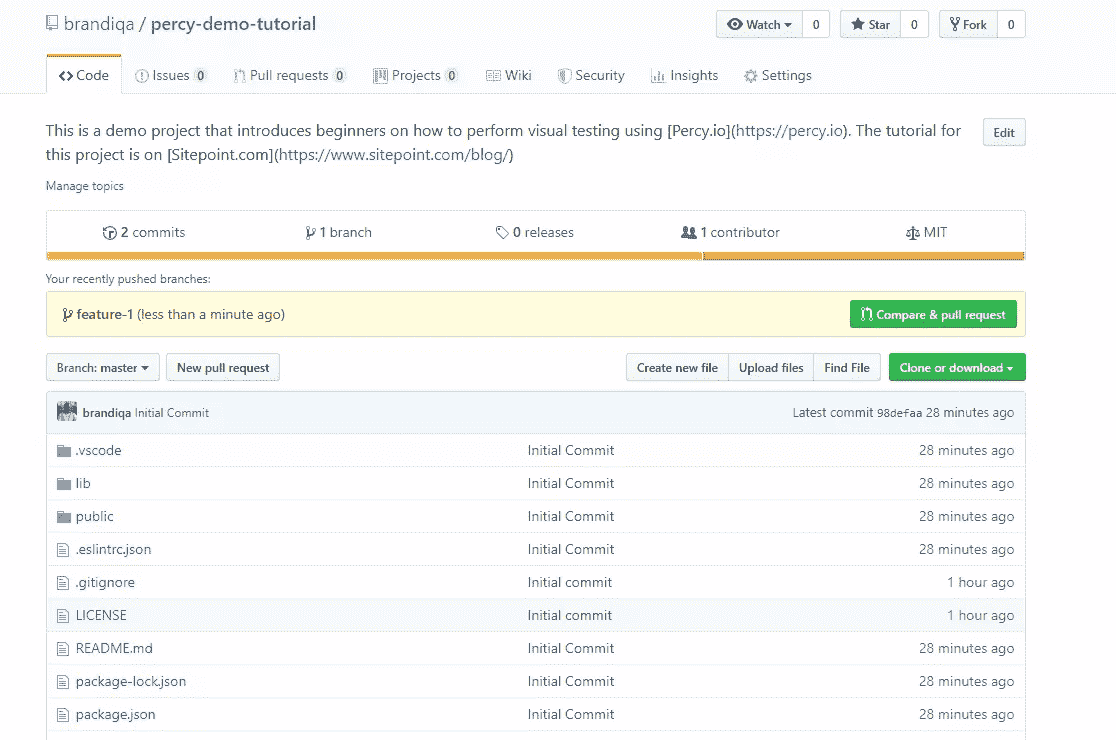 brandiqa / percy-demo-tutorial
Watch 0 Star 0 Fork 0
Code Issues 0 Pull requests 0 Projects 0 Wiki Security Insights Settings
This is a demo project that introduces beginners on how to perform visual testing using [Percy.io](https://percy.io). The tutorial for
this project is on [Sitepoint.com](https://www.sitepoint.com/blog/)
Edit
Manage topics
2 commits 1 branch 0 releases 1 contributor MIT
Your recently pushed branches:
feature-1 (less than a minute ago) Compare & pull request
Branch: master New pull request Create new file Upload files Find File Clone or download
brandiqa Initial Commit Latest commit 98defaa 28 minutes ago
.vscode Initial Commit 28 minutes ago
lib Initial Commit 28 minutes ago
public Initial Commit 28 minutes ago
.eslintrc.json Initial Commit 28 minutes ago
.gitignore Initial commit 1 hour ago
LICENSE Initial commit 1 hour ago
README.md Initial Commit 28 minutes ago
package-lock.json Initial Commit 28 minutes ago
package.json Initial Commit 28 minutes ago